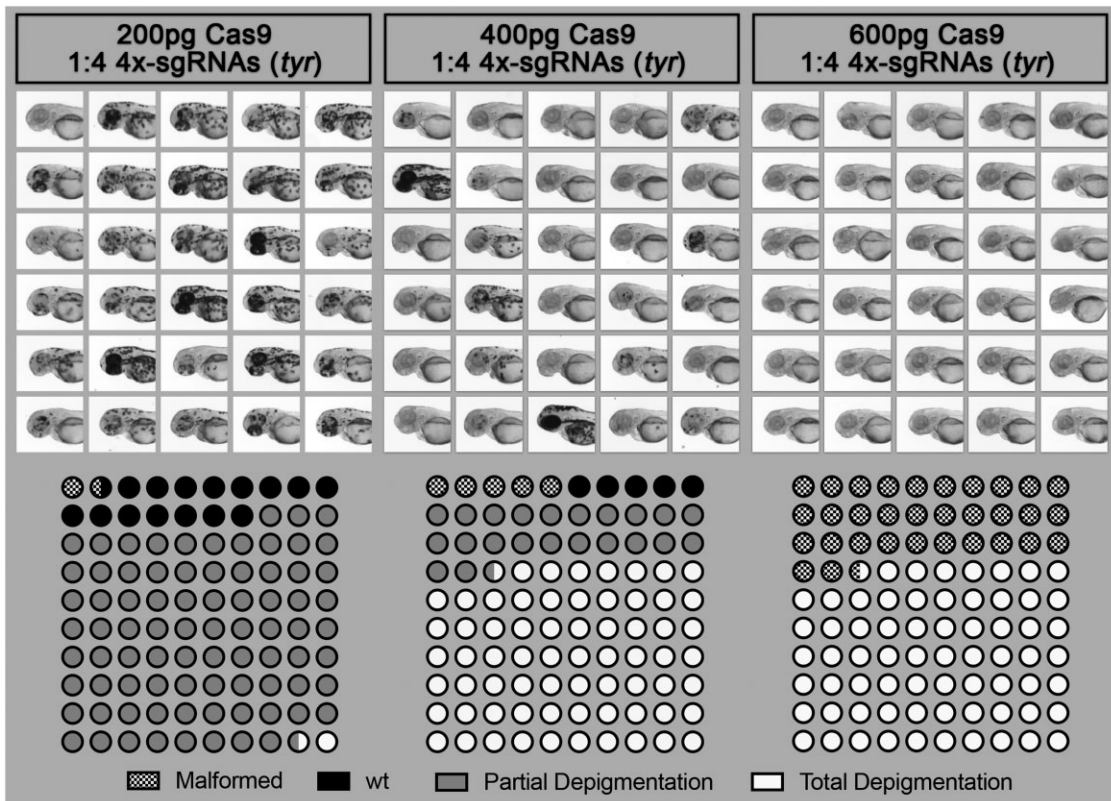 200pg Cas9
1:4 4x-sgRNAs (tyr)
400pg Cas9
1:4 4x-sgRNAs (tyr)
600pg Cas9
1:4 4x-sgRNAs (tyr)
Malformed wt Partial Depigmentation Total Depigmentation